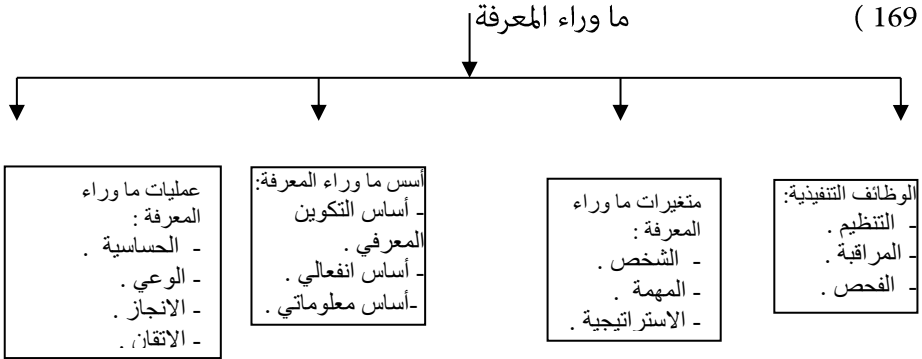 169 )
ما وراء المعرفة
الوظائف التنفيذية:
- التنظيم .
- المراقبة .
- الفحص .
متغيرات ما وراء
المعرفة :
- الشخص .
- المهمة .
- الاستراتيجية .
أسس ما وراء المعرفة:
- أساس التكوين
المعرفي .
- أساس انفعالي .
-أساس معلوماتي .
عمليات ما وراء
المعرفة :
- الحساسية .
- الوعي .
- الانجاز .
- الاتقان .